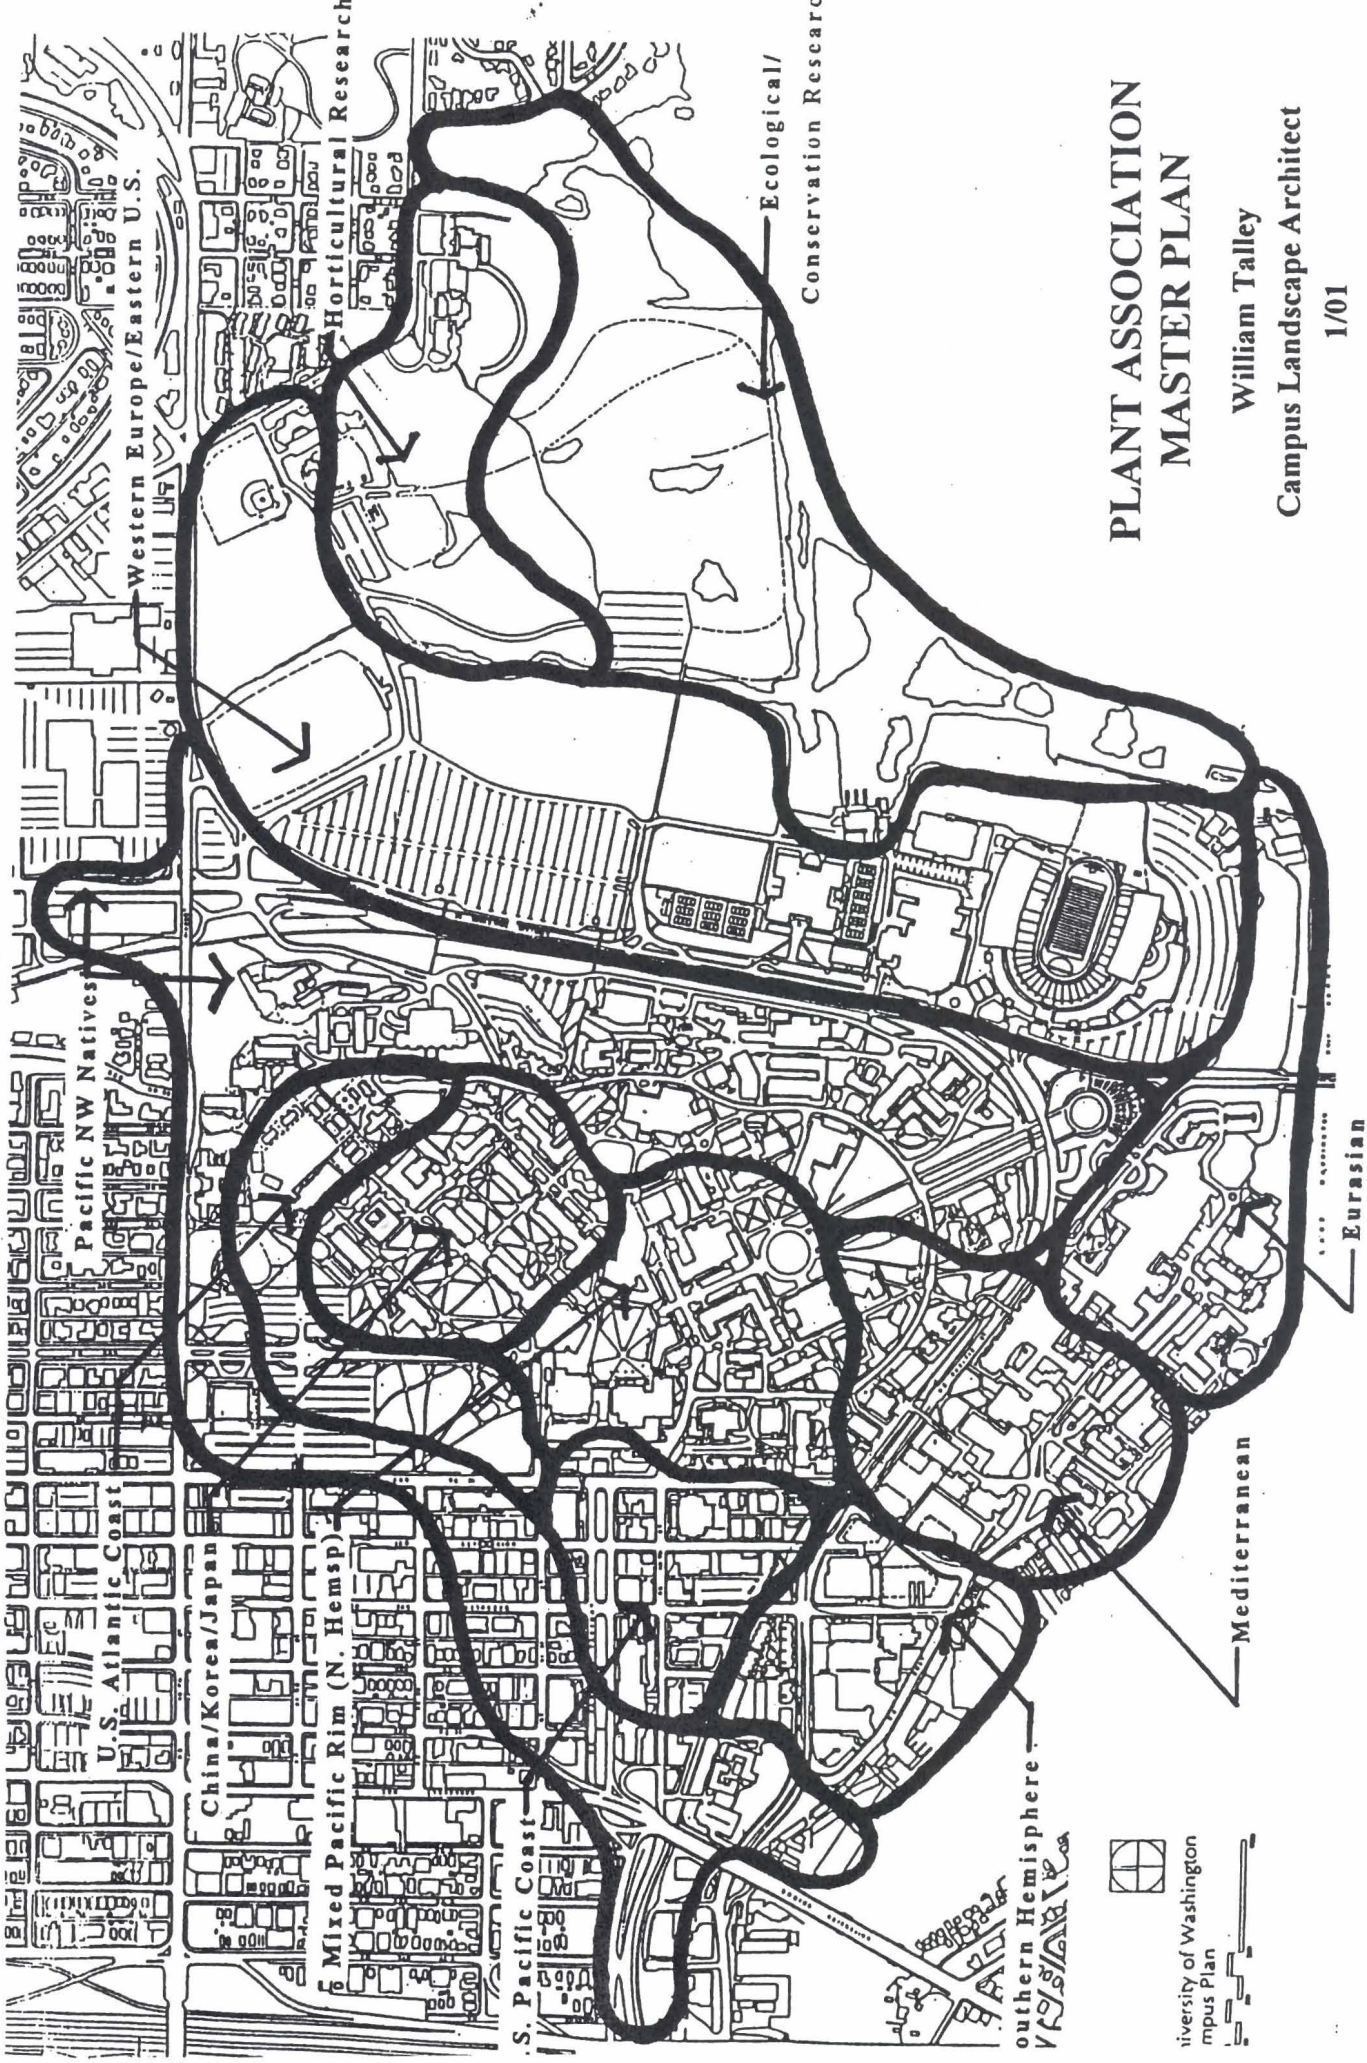 Western Europe/Eastern U.S.
Horticultural Research
Ecological/
Conservation Researc
Pacific NW Natives
U.S. Atlantic Coast
China/Korea/Japan
Mixed Pacific Rim (N. Hemsp)
.S. Pacific Coast
outhern Hemisphere
Mediterranean
Eurasian
PLANT ASSOCIATION
MASTER PLAN
William Talley
Campus Landscape Architect
1/01
iversity of Washington
mpus Plan